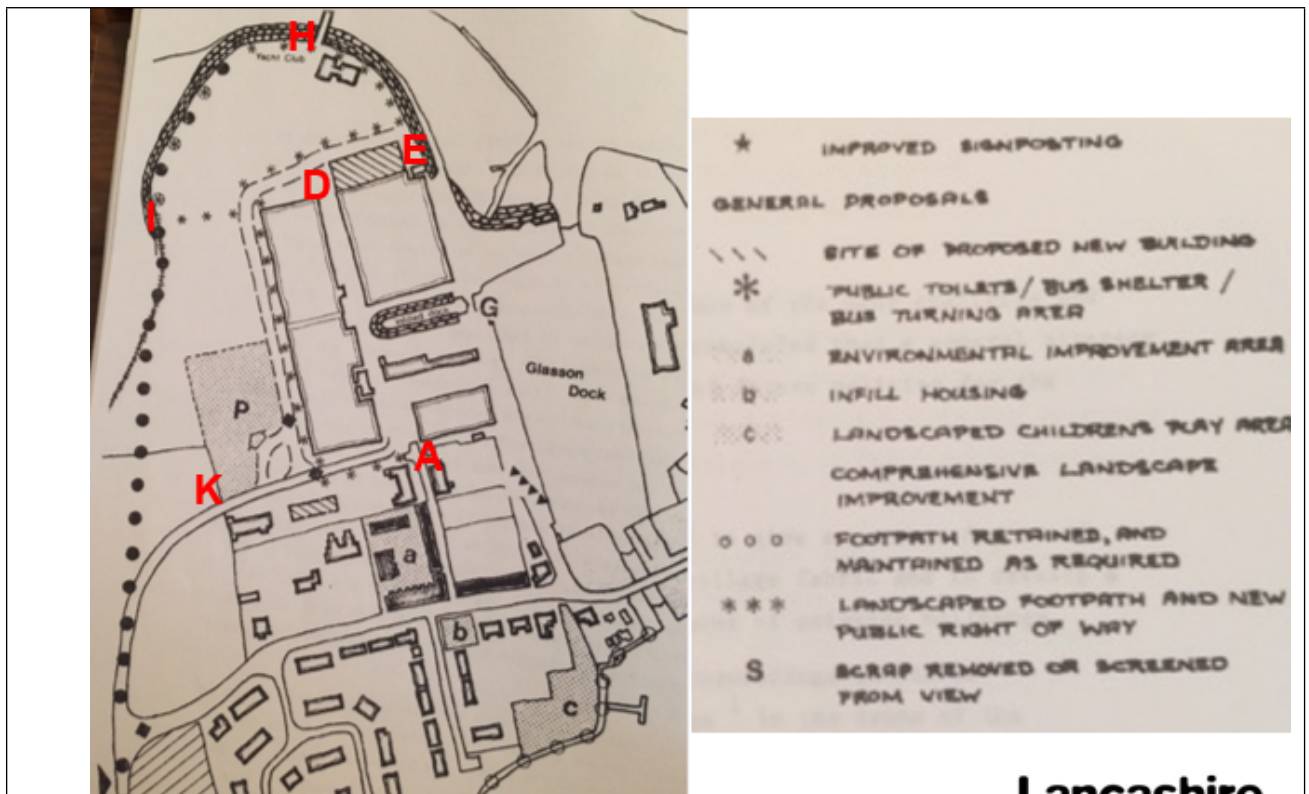 H
Yacht Club
E
D
I
G
Glasson
Dock
P
A
K
a
b
c
IMPROVED SIGNPOSTING
GENERAL PROPOSALS
SITE OF PROPOSED NEW BUILDING
PUBLIC TOILETS / BUS SHELTER /
BUS TURNING AREA
a ENVIRONMENTAL IMPROVEMENT AREA
b INFILL HOUSING
c LANDSCAPED CHILDRENS PLAY AREA
COMPREHENSIVE LANDSCAPE
IMPROVEMENT
FOOTPATH RETAINED, AND
MAINTAINED AS REQUIRED
LANDSCAPED FOOTPATH AND NEW
PUBLIC RIGHT OF WAY
S SCRAP REMOVED OR SCREENED
FROM VIEW
Lancashire